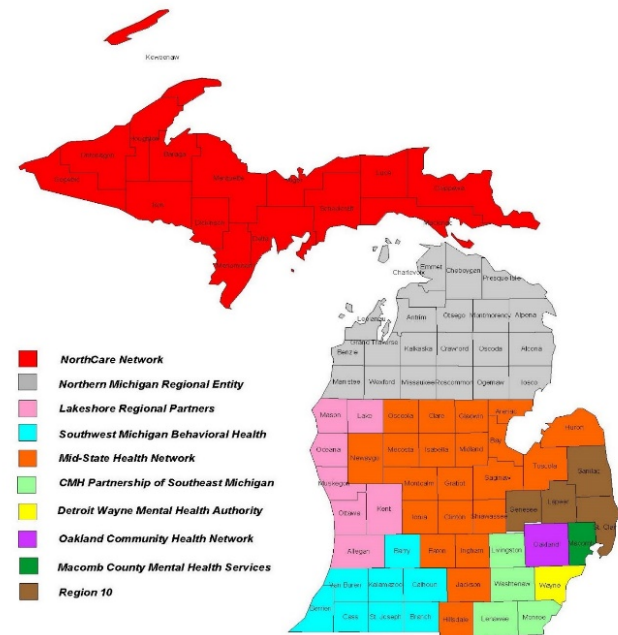 Keweenaw
Houghton
Ontonagon
Baraga
Gogebic
Marquette
Iron
Dickinson
Delta
Menominee
Alger
Schoolcraft
Luce
Chippewa
Mackinac
Emmet
Cheboygan
Charlevoix
Presque Isle
Leelanau
Antrim
Otsego
Montmorency
Alpena
Grand Traverse
Benzie
Kalkaska
Crawford
Oscoda
Alcona
Manistee
Wexford
Missaukee
Roscommon
Ogemaw
Iosco
NorthCare Network
Northern Michigan Regional Entity
Lakeshore Regional Partners
Southwest Michigan Behavioral Health
Mid-State Health Network
CMH Partnership of Southeast Michigan
Detroit Wayne Mental Health Authority
Oakland Community Health Network
Macomb County Mental Health Services
Region 10
Mason
Lake
Osceola
Clare
Gladwin
Arenac
Huron
Oceana
Newaygo
Mecosta
Isabella
Midland
Bay
Tuscola
Sanilac
Muskegon
Montcalm
Gratiot
Saginaw
Genesee
Lapeer
Ottawa
Kent
Ionia
Clinton
Shiawassee
St. Clair
Allegan
Barry
Eaton
Ingham
Livingston
Oakland
Macomb
Van Buren
Kalamazoo
Calhoun
Jackson
Washtenaw
Wayne
Berrien
Cass
St Joseph
Branch
Hillsdale
Lenawee
Monroe